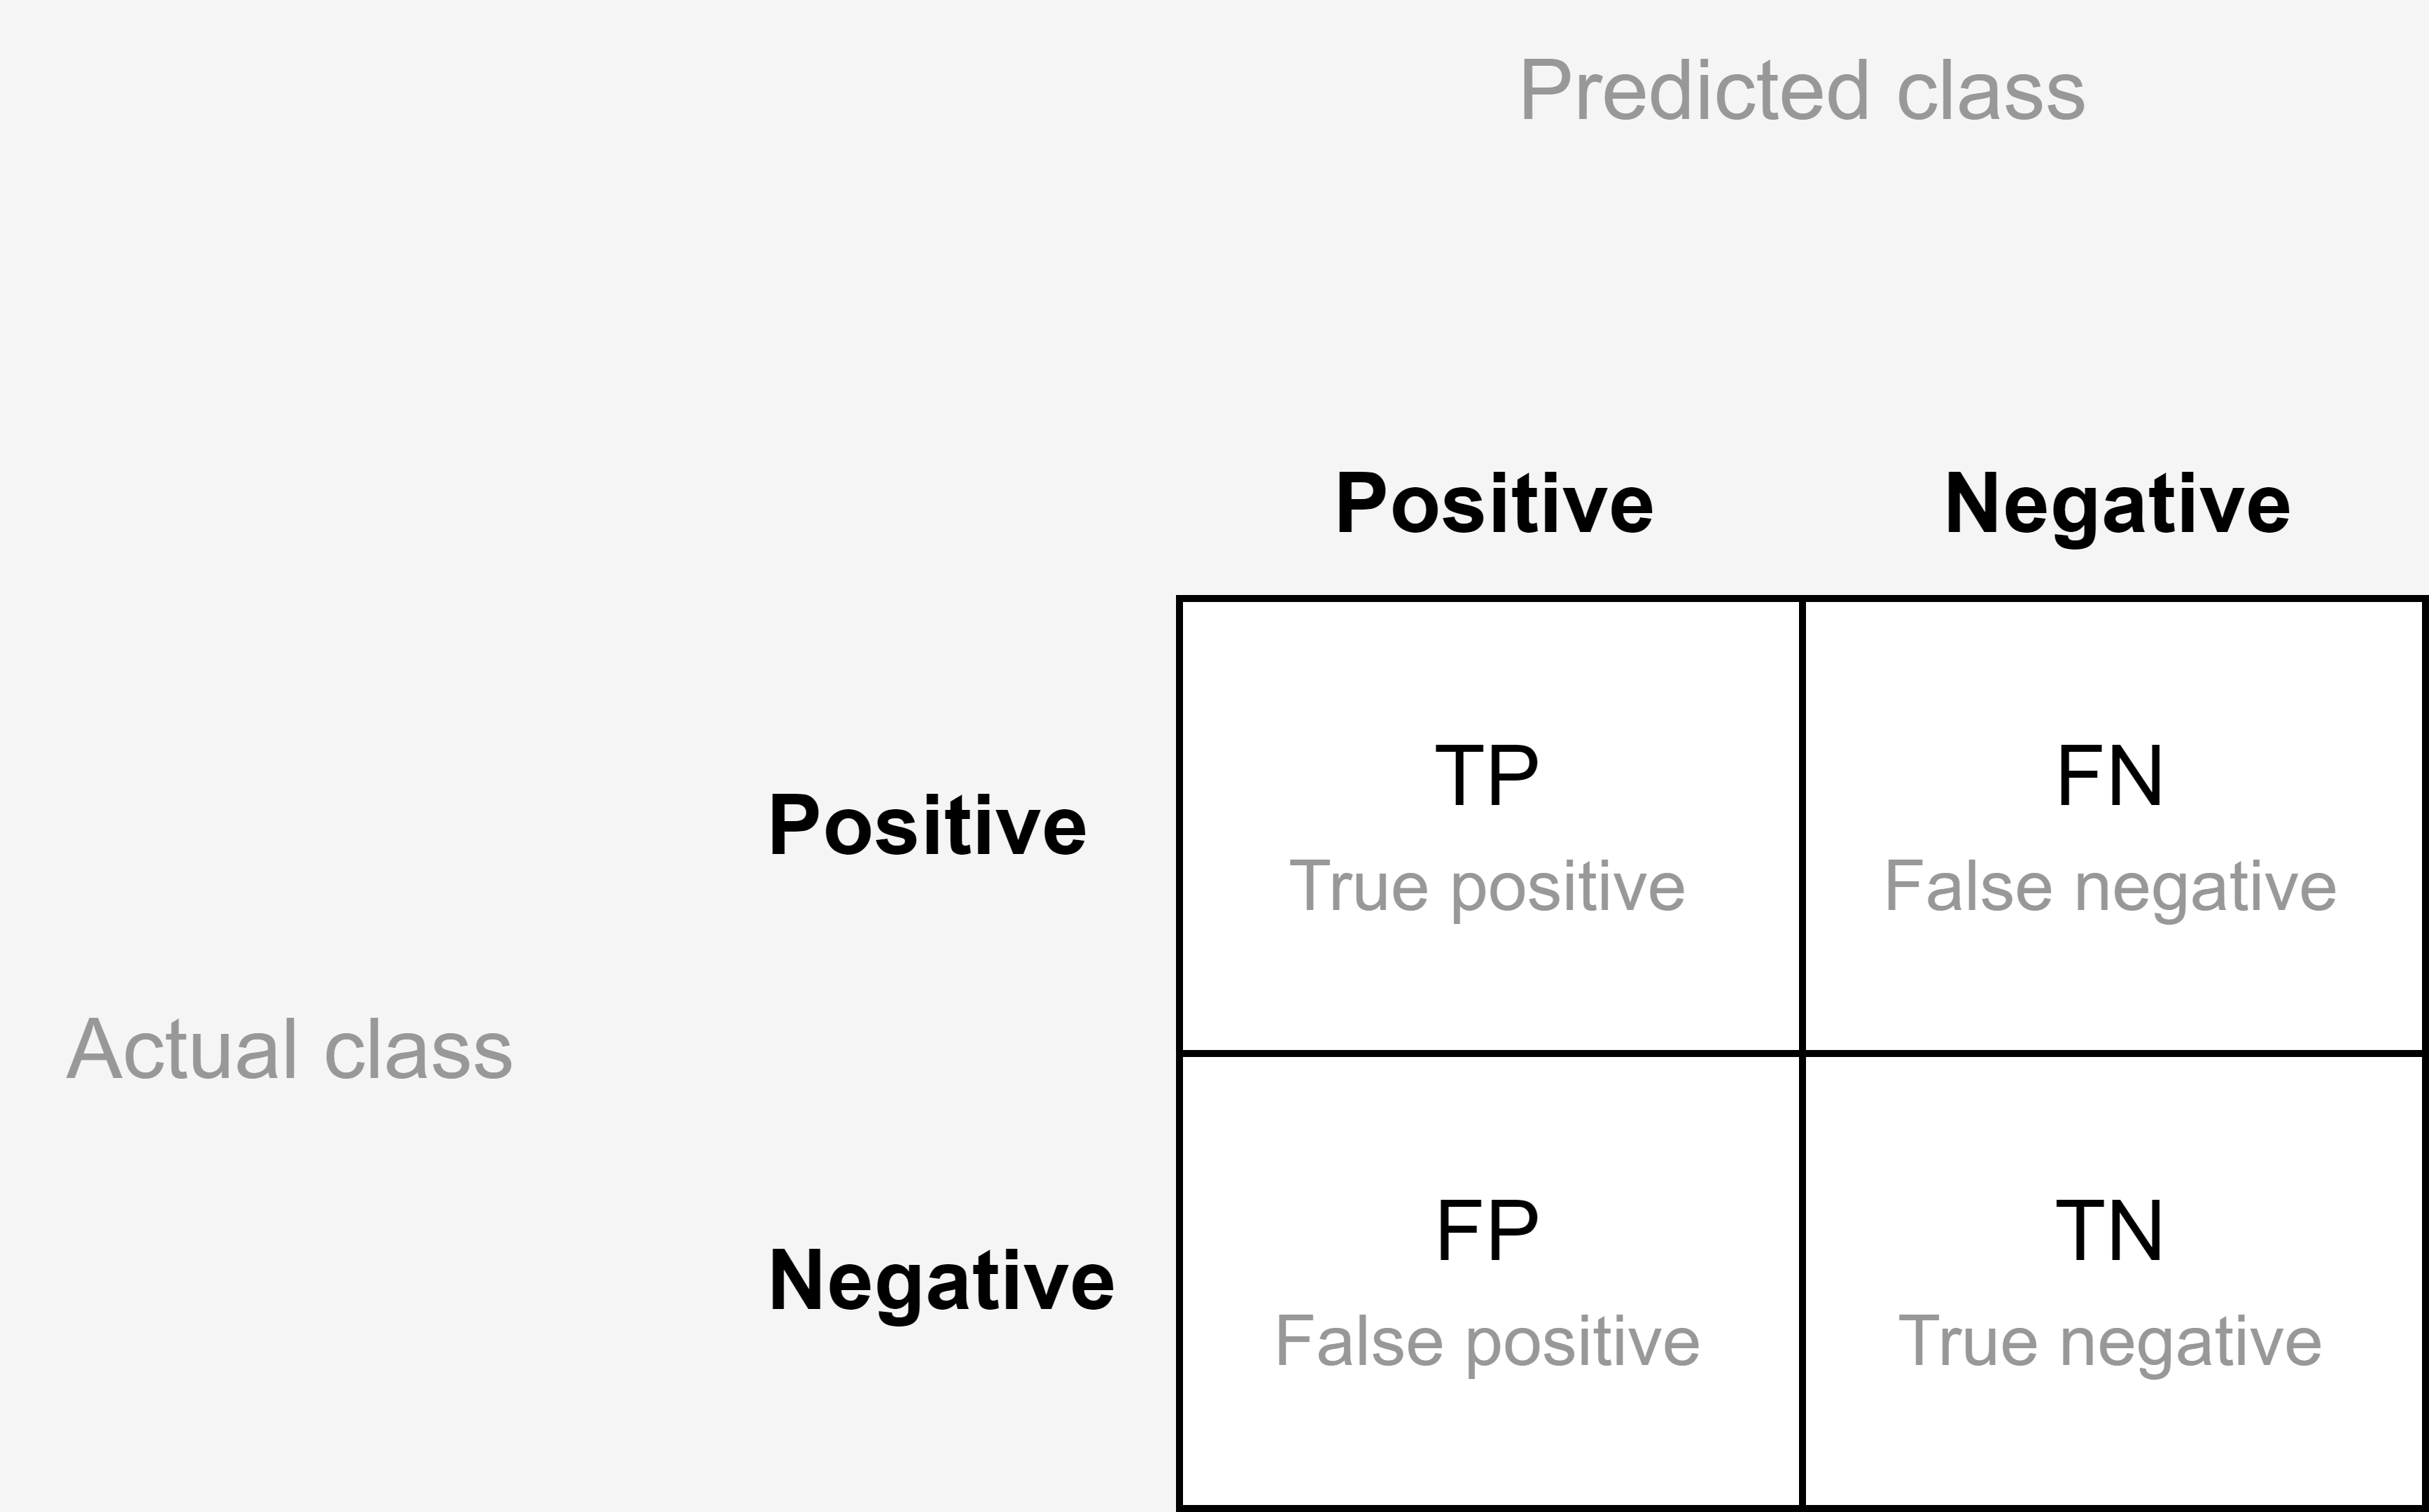 Predicted class
Positive Negative
Positive
TP
True positive
FN
False negative
Actual class
Negative
FP
False positive
TN
True negative